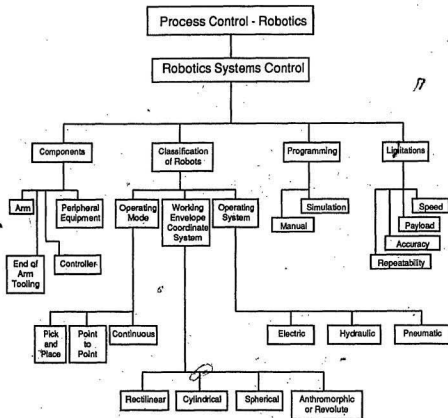 Process Control - Robotics
Robotics Systems Control
Components
Classification
of Robots
Programming
Limitations
Arm
Peripheral
Equipment
End of
Arm
Tooling
Controller
Operating
Mode
Working
Envelope
Coordinate
System
Operating
System
Simulation
Manual
Speed
Payload
Accuracy
Repeatability
Pick
and
Place
Point
to
Point
Continuous
Electric
Hydraulic
Pneumatic
Rectilinear
Cylindrical
Spherical
Anthromorphic
or Revolute